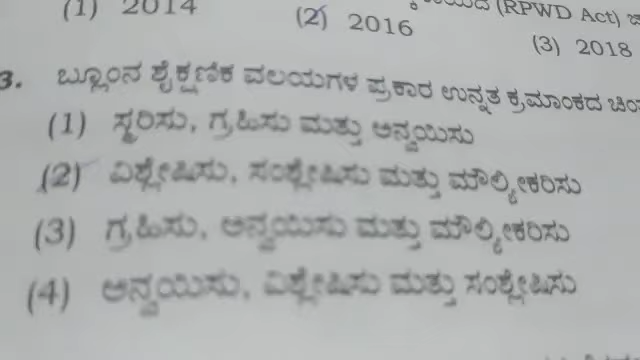 (RPWD Act)
(1) 2014
(2) 2016
(3) 2018
3. ಬ್ಲೂಂನ ಶೈಕ್ಷಣಿಕ ವಲಯಗಳ ಪ್ರಕಾರ ಉನ್ನತ ಕ್ರಮಾಂಕದ
(1) ಸ್ಮರಿಸು, ಗ್ರಹಿಸು ಮತ್ತು ಅನ್ವಯಿಸು
(2) ವಿಶ್ಲೇಷಿಸು, ಸಂಶ್ಲೇಷಿಸು ಮತ್ತು ಮೌಲ್ಯೀಕರಿಸು
(3) ಗ್ರಹಿಸು, ಅನ್ವಯಿಸು ಮತ್ತು ಮೌಲ್ಯೀಕರಿಸು
(4) ಅನ್ವಯಿಸು, ವಿಶ್ಲೇಷಿಸು ಮತ್ತು ಸಂಶ್ಲೇಷಿಸು